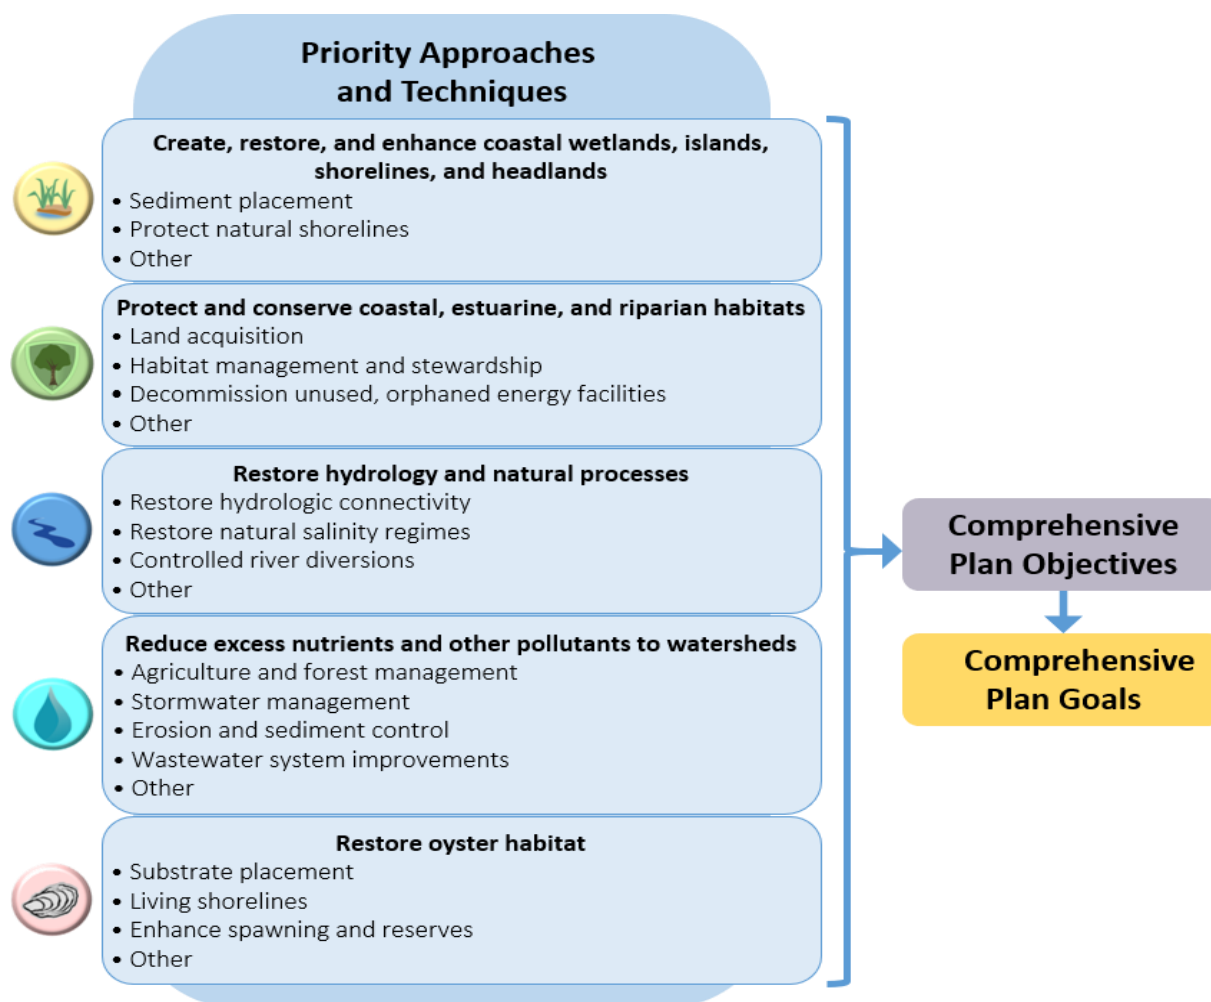 Priority Approaches
and Techniques
Create, restore, and enhance coastal wetlands, islands,
shorelines, and headlands
• Sediment placement
• Protect natural shorelines
• Other
Protect and conserve coastal, estuarine, and riparian habitats
• Land acquisition
• Habitat management and stewardship
• Decommission unused, orphaned energy facilities
• Other
Restore hydrology and natural processes
• Restore hydrologic connectivity
• Restore natural salinity regimes
• Controlled river diversions
• Other
Reduce excess nutrients and other pollutants to watersheds
• Agriculture and forest management
• Stormwater management
• Erosion and sediment control
• Wastewater system improvements
• Other
Restore oyster habitat
• Substrate placement
• Living shorelines
• Enhance spawning and reserves
• Other
Comprehensive
Plan Objectives
Comprehensive
Plan Goals